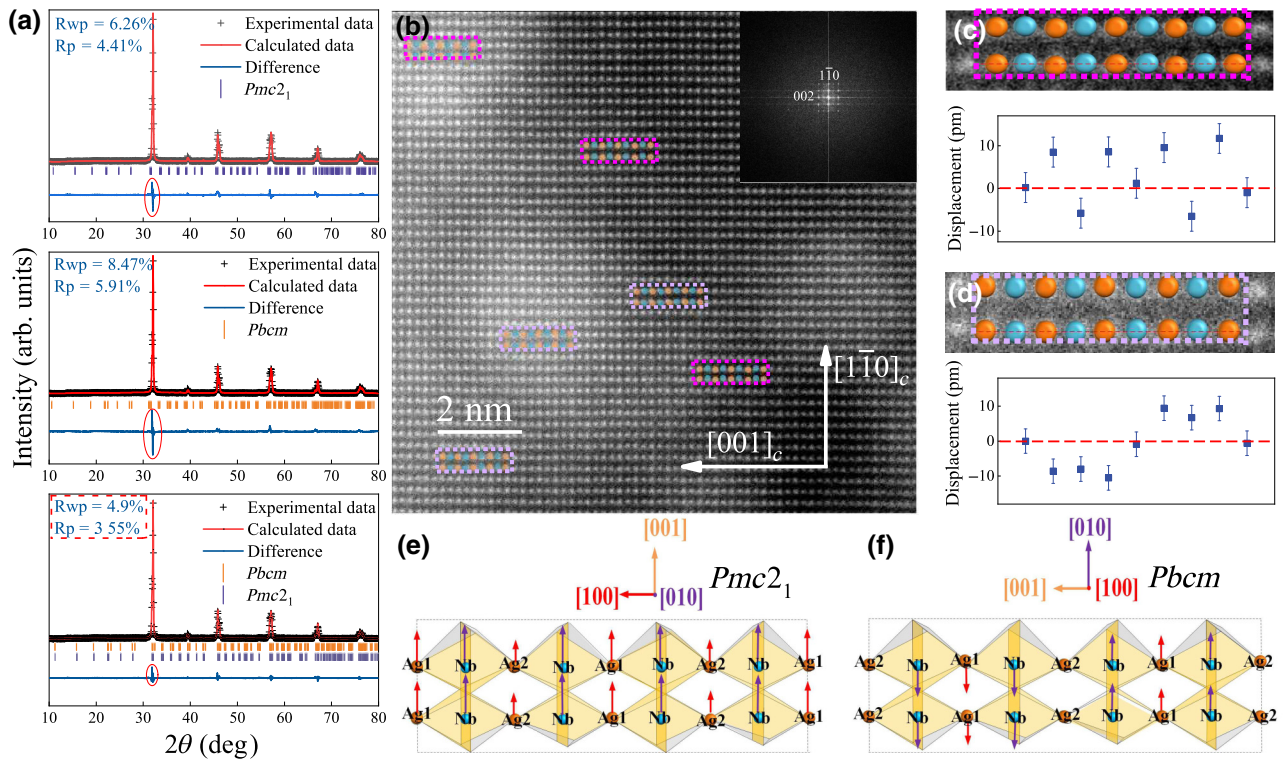 (a)
Rwp = 6.26%
Rp = 4.41%
Experimental data
Calculated data
Difference
Pmc2₁
10 20 30 40 50 60 70 80
Rwp = 8.47%
Rp = 5.91%
Experimental data
Calculated data
Difference
Pbcm
10 20 30 40 50 60 70 80
Rwp = 4.9%
Rp = 3 55%
Experimental data
Calculated data
Difference
Pbcm
Pmc2₁
10 20 30 40 50 60 70 80
Intensity (arb. units)
2θ (deg)
(b)
11̅0
002
2 nm
[11̅0]c
[001]c
(c)
Displacement (pm)
10
0
−10
(d)
Displacement (pm)
10
0
−10
(e)
[001]
[100]
[010]
Pmc2₁
Ag1 Nb Ag2 Nb Ag1 Nb Ag2 Nb Ag1
Ag1 Nb Ag2 Nb Ag1 Nb Ag2 Nb Ag1
(f)
[010]
[001]
[100]
Pbcm
Ag2 Nb Ag1 Nb Ag2 Nb Ag1 Nb Ag2
Ag2 Nb Ag1 Nb Ag2 Nb Ag1 Nb Ag2